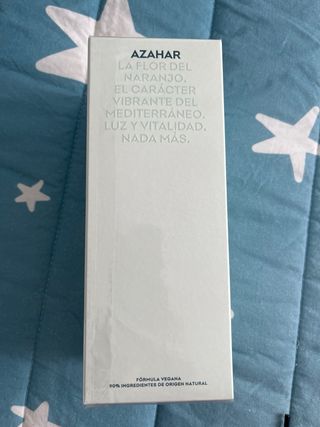 AZAHAR
LA FLOR DEL
NARANJO.
EL CARÁCTER
VIBRANTE DEL
MEDITERRÁNEO.
LUZ Y VITALIDAD.
NADA MÁS.
FÓRMULA VEGANA
90% INGREDIENTES DE ORIGEN NATURAL